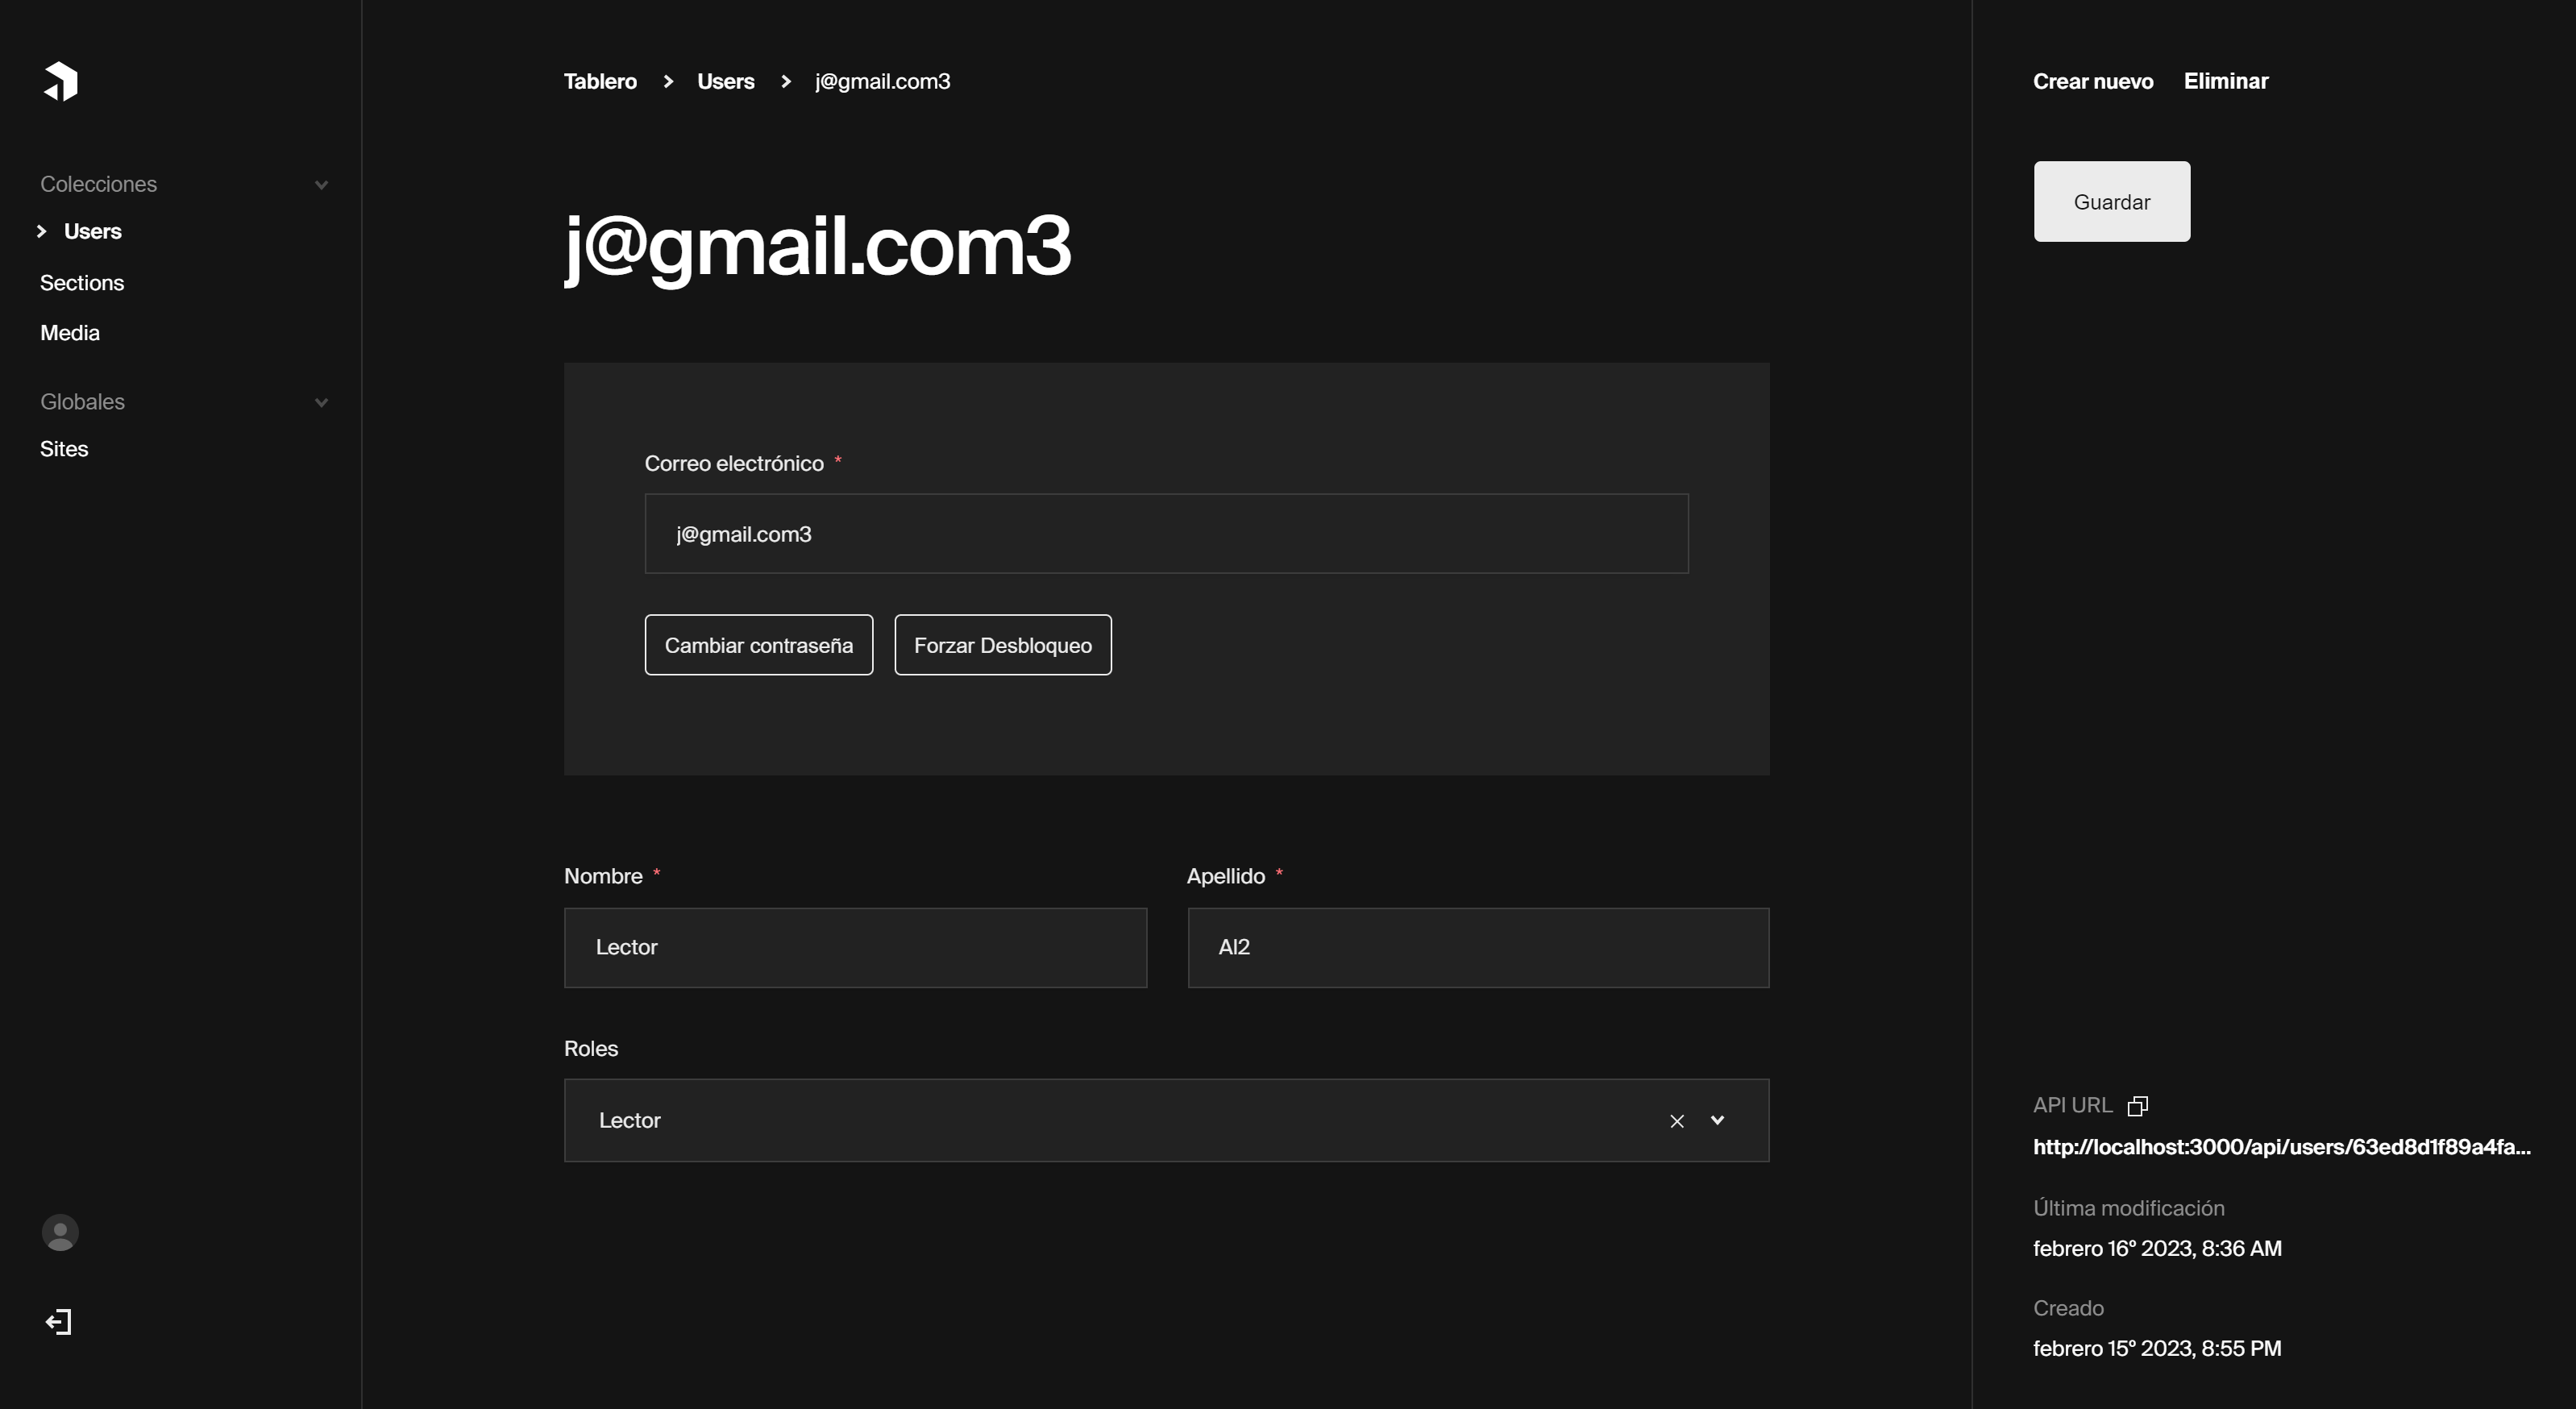 Tablero > Users > j@gmail.com3
Crear nuevo Eliminar
Colecciones
Users
Sections
Media
Globales
Sites
j@gmail.com3
Guardar
Correo electrónico *
j@gmail.com3
Cambiar contraseña Forzar Desbloqueo
Nombre * Apellido *
Lector Al2
Roles
Lector
API URL
http://localhost:3000/api/users/63ed8d1f89a4fa...
Última modificación
febrero 16º 2023, 8:36 AM
Creado
febrero 15º 2023, 8:55 PM